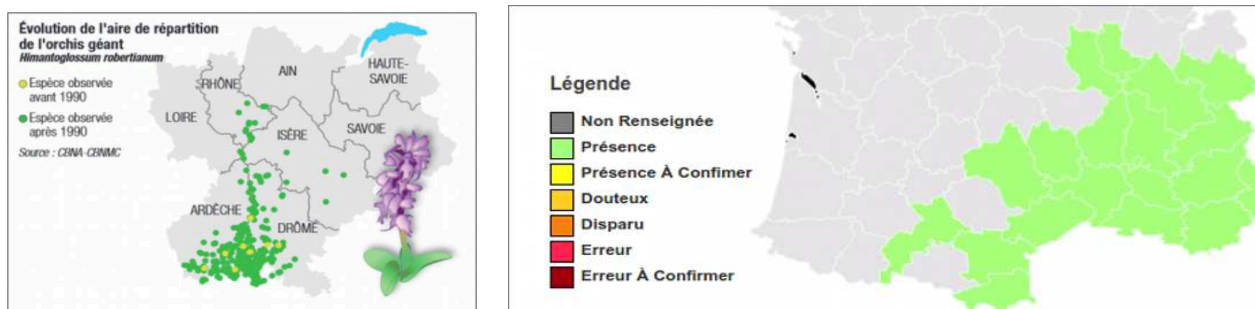 Évolution de l'aire de répartition
de l'orchis géant
Himantoglossum robertianum
Espèce observée
avant 1990
Espèce observée
après 1990
Source : CBNA-CBNMC
AIN
HAUTE-
SAVOIE
RHÔNE
LOIRE
ISÈRE
SAVOIE
ARDÈCHE
DRÔME
Légende
Non Renseignée
Présence
Présence À Confimer
Douteux
Disparu
Erreur
Erreur À Confirmer